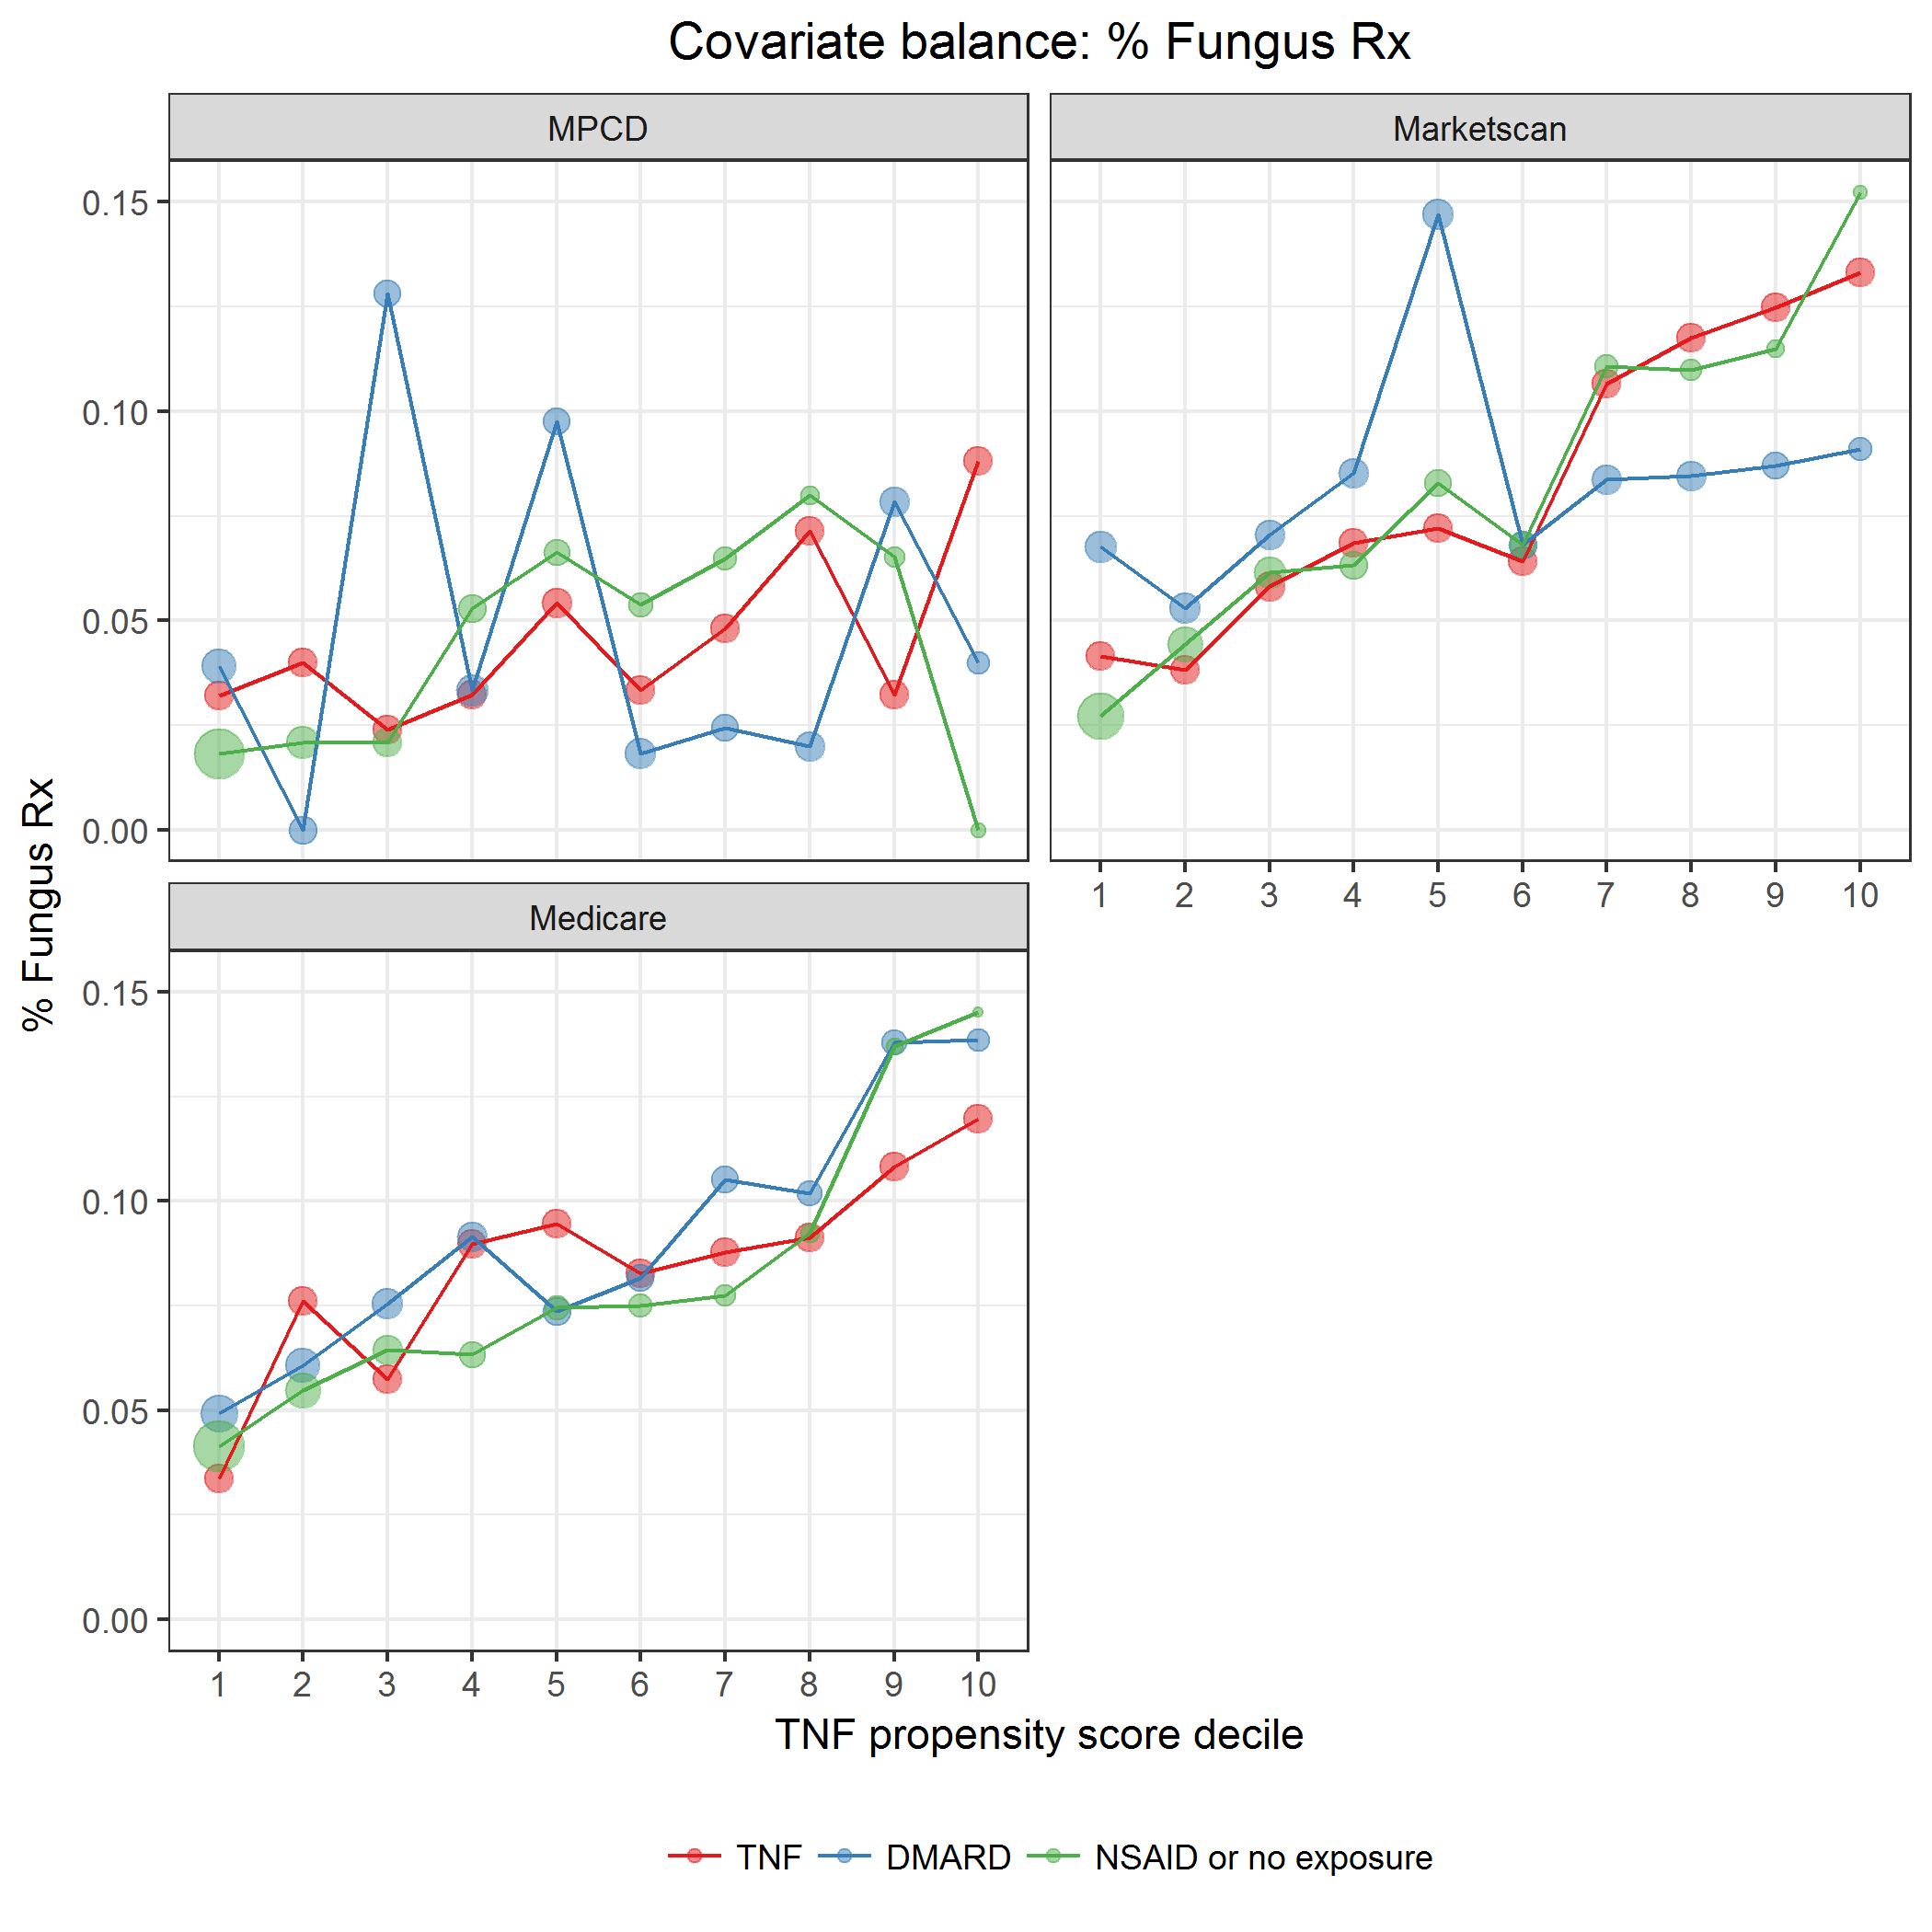 Covariate balance: % Fungus Rx
MPCD
Marketscan
0.15
0.10
0.05
0.00
1 2 3 4 5 6 7 8 9 10
Medicare
0.15
0.10
0.05
0.00
1 2 3 4 5 6 7 8 9 10
% Fungus Rx
TNF propensity score decile
TNF DMARD NSAID or no exposure